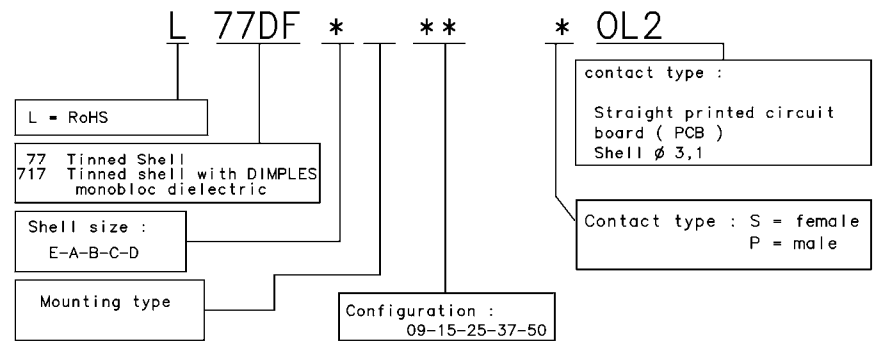 L 77DF * ** * OL2
contact type :
Straight printed circuit
board ( PCB )
Shell Ø 3,1
L = RoHS
77 Tinned Shell
717 Tinned shell with DIMPLES
monobloc dielectric
Shell size :
E-A-B-C-D
Contact type : S = female
P = male
Mounting type
Configuration :
09-15-25-37-50